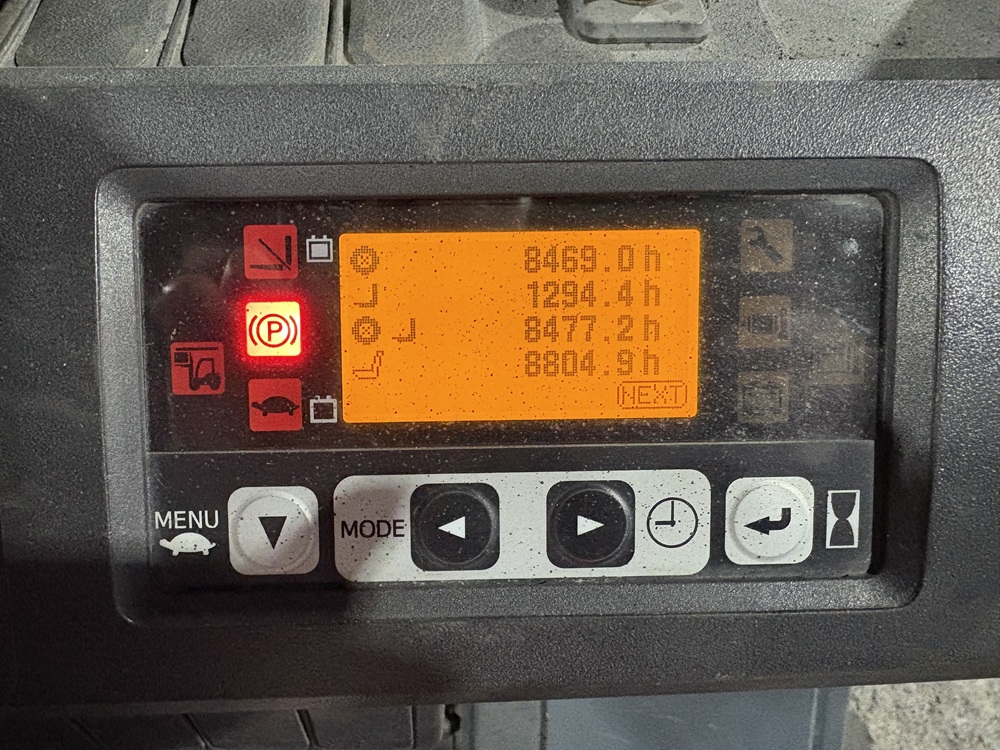 8469.0h
1294.4h
8477.2h
8804.9h
NEXT
P
MENU
MODE